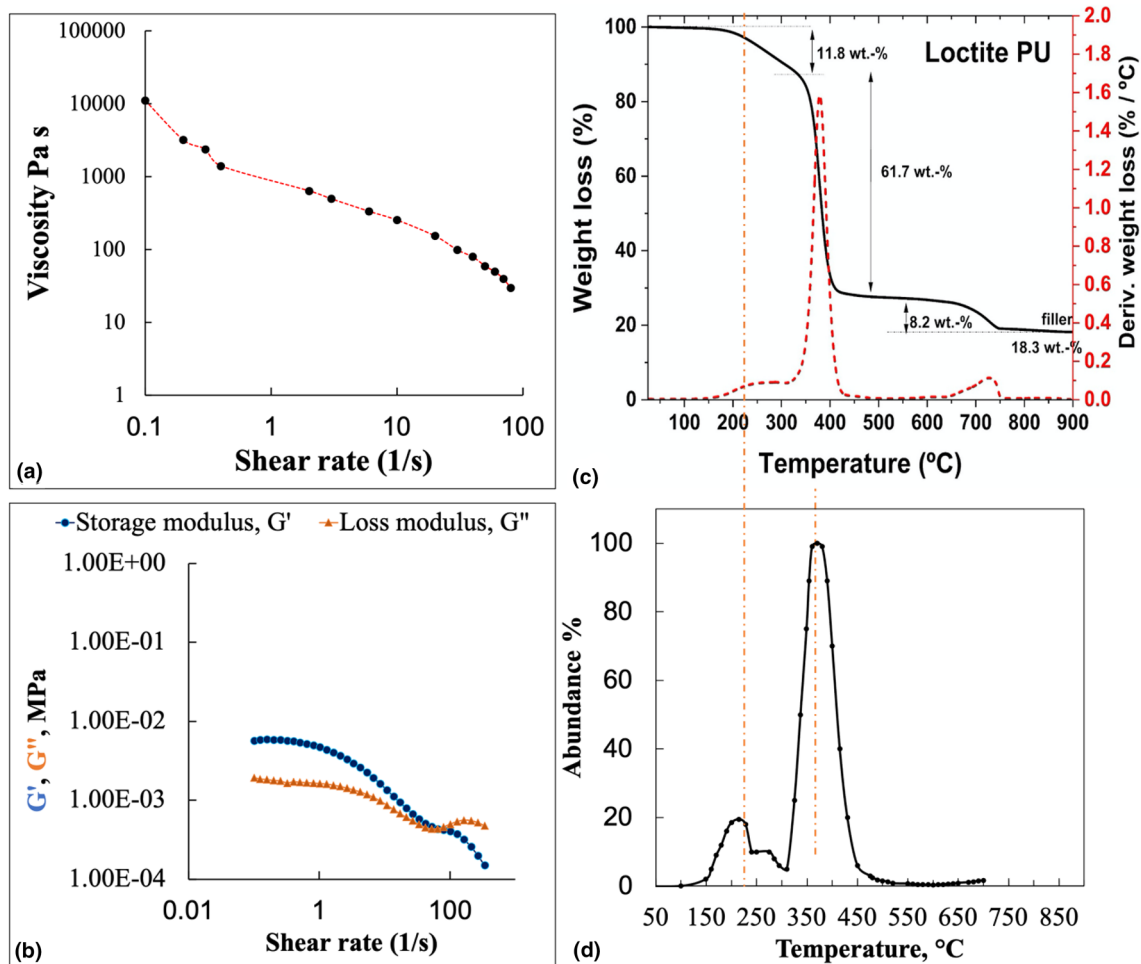 100000
10000
1000
100
10
1
Viscosity Pa s
0.1 1 10 100
Shear rate (1/s)
(a)
Storage modulus, G' Loss modulus, G"
1.00E+00
1.00E-01
1.00E-02
1.00E-03
1.00E-04
G', G", MPa
0.01 1 100
Shear rate (1/s)
(b)
Loctite PU
100
80
60
40
20
0
Weight loss (%)
11.8 wt.-%
61.7 wt.-%
8.2 wt.-%
filler
18.3 wt.-%
2.0
1.8
1.6
1.4
1.2
1.0
0.8
0.6
0.4
0.2
0.0
Deriv. weight loss (% / °C)
100 200 300 400 500 600 700 800 900
Temperature (ºC)
(c)
100
80
60
40
20
0
Abundance %
50 150 250 350 450 550 650 750 850
Temperature, °C
(d)